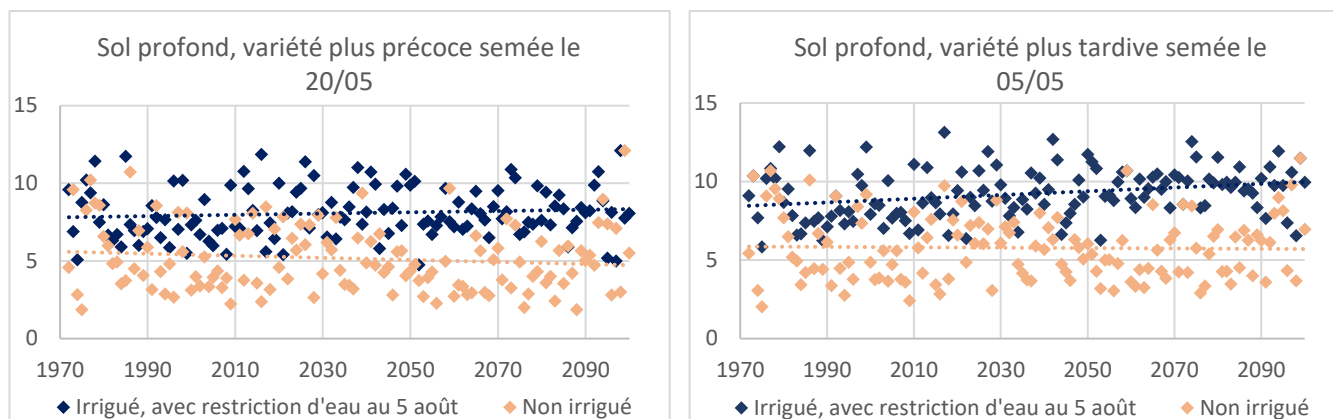 Sol profond, variété plus précoce semée le
20/05
15
10
5
0
1970 1990 2010 2030 2050 2070 2090
Irrigué, avec restriction d'eau au 5 août Non irrigué
Sol profond, variété plus tardive semée le
05/05
15
10
5
0
1970 1990 2010 2030 2050 2070 2090
Irrigué, avec restriction d'eau au 5 août Non irrigué